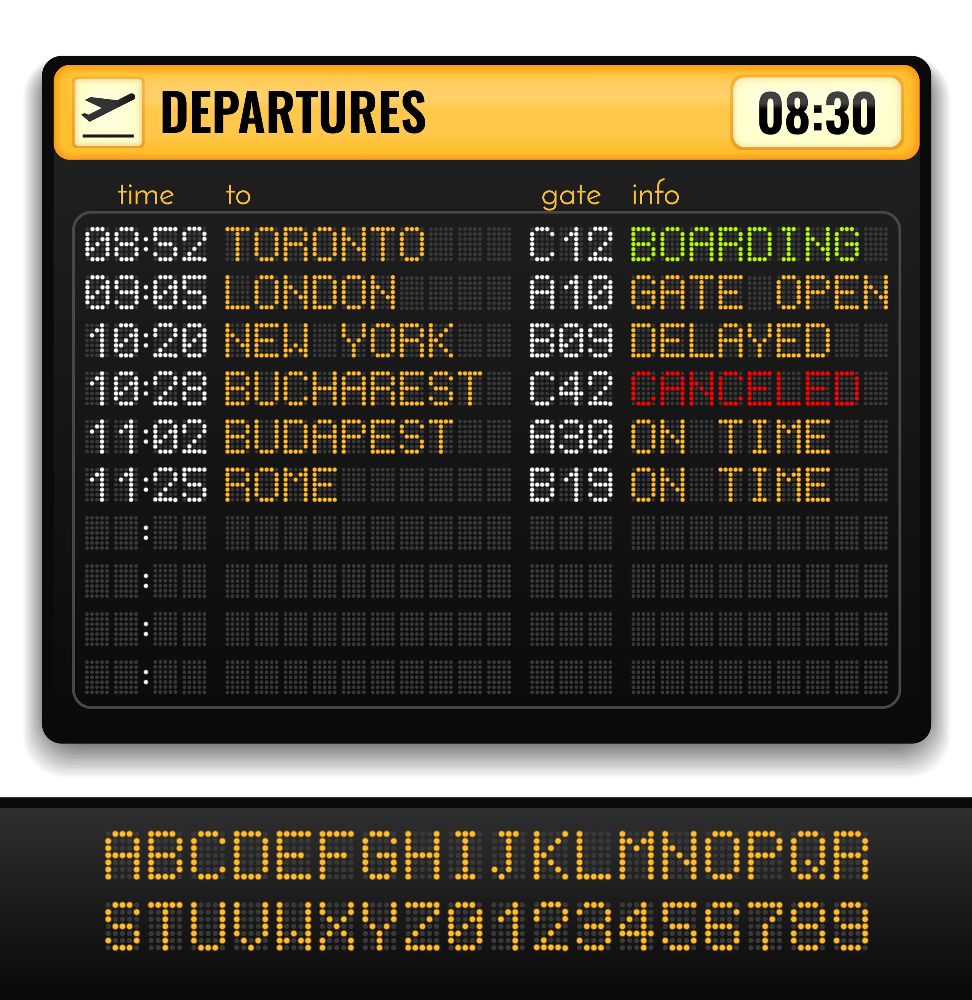 DEPARTURES 08:30
time to gate info
08:52 TORONTO C12 BOARDING
09:05 LONDON A10 GATE OPEN
10:20 NEW YORK B09 DELAYED
10:28 BUCHAREST C42 CANCELED
11:02 BUDAPEST A30 ON TIME
11:25 ROME B19 ON TIME
:
:
:
:
ABCDEFGHIJKLMNOPQR
STUVWXYZ0123456789